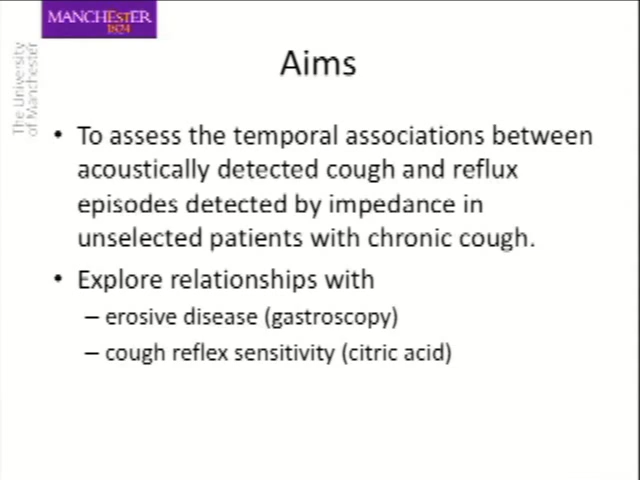 MANCHESTER
1824
The University
of Manchester
Aims
• To assess the temporal associations between
acoustically detected cough and reflux
episodes detected by impedance in
unselected patients with chronic cough.
• Explore relationships with
– erosive disease (gastroscopy)
– cough reflex sensitivity (citric acid)